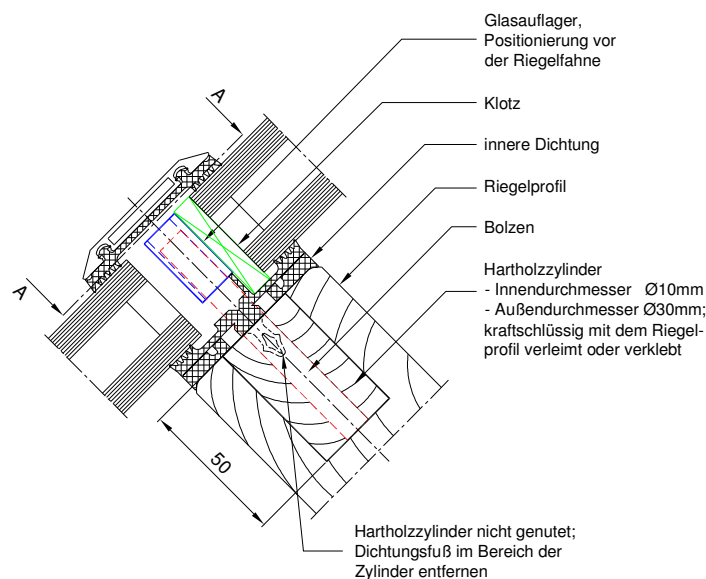 Glasauflager,
Positionierung vor
der Riegelfahne
A
Klotz
innere Dichtung
Riegelprofil
Bolzen
Hartholzzylinder
- Innendurchmesser Ø10mm
- Außendurchmesser Ø30mm;
kraftschlüssig mit dem Riegel-
profil verleimt oder verklebt
A
50
Hartholzzylinder nicht genutet;
Dichtungsfuß im Bereich der
Zylinder entfernen